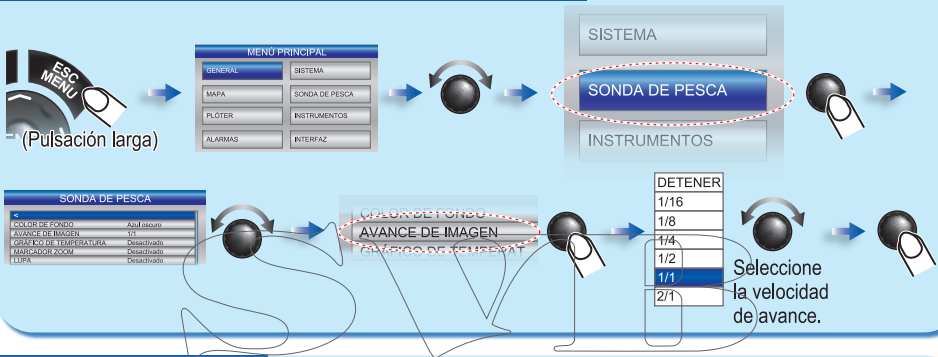 ESC
MENU
(Pulsación larga)
MENÚ PRINCIPAL
GENERAL SISTEMA
MAPA SONDA DE PESCA
PLÓTER INSTRUMENTOS
ALARMAS INTERFAZ
SISTEMA
SONDA DE PESCA
INSTRUMENTOS
SONDA DE PESCA
<
COLOR DE FONDO Azul oscuro
AVANCE DE IMAGEN 1/1
GRÁFICO DE TEMPERATURA Desactivado
MARCADOR ZOOM Desactivado
LUPA Desactivado
COLOR DE FONDO
AVANCE DE IMAGEN
GRÁFICO DE TEMPERAT
DETENER
1/16
1/8
1/4
1/2
1/1
2/1
Seleccione
la velocidad
de avance.